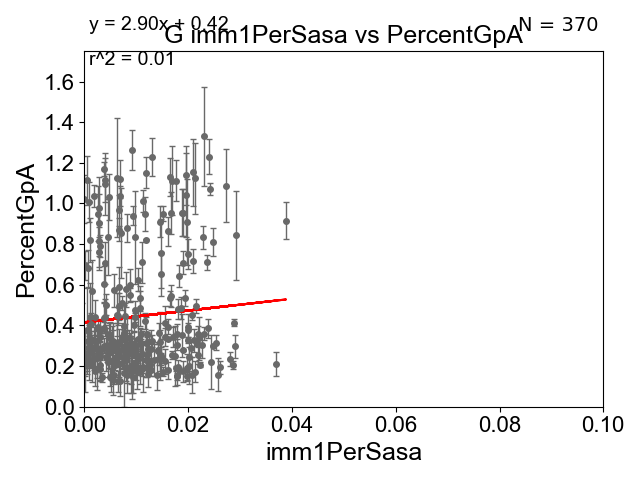 y = 2.90x + 0.42
N = 370
G imm1PerSasa vs PercentGpA
r^2 = 0.01
PercentGpA
1.6
1.4
1.2
1.0
0.8
0.6
0.4
0.2
0.0
0.00
0.02
0.04
0.06
0.08
0.10
imm1PerSasa